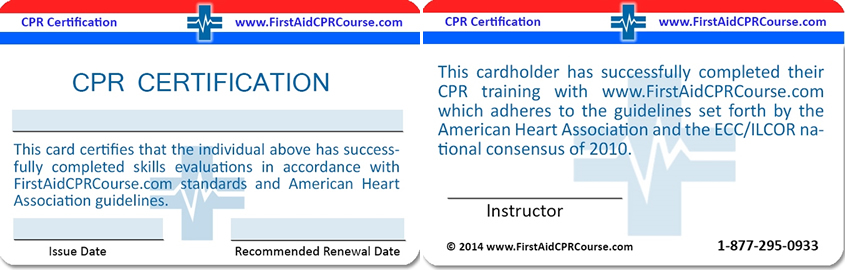 CPR Certification www.FirstAidCPRCourse.com
CPR CERTIFICATION
This card certifies that the individual above has success-
fully completed skills evaluations in accordance with
FirstAidCPRCourse.com standards and American Heart
Association guidelines.
Issue Date Recommended Renewal Date
CPR Certification www.FirstAidCPRCourse.com
This cardholder has successfully completed their
CPR training with www.FirstAidCPRCourse.com
which adheres to the guidelines set forth by the
American Heart Association and the ECC/ILCOR na-
tional consensus of 2010.
Instructor
© 2014 www.FirstAidCPRCourse.com 1-877-295-0933